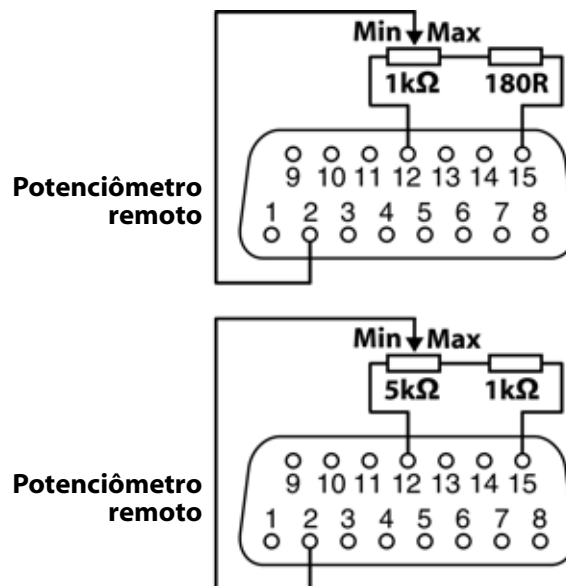 Min Max
1kΩ 180R
9 10 11 12 13 14 15
Potenciômetro
remoto
1 2 3 4 5 6 7 8
Min Max
5kΩ 1kΩ
9 10 11 12 13 14 15
Potenciômetro
remoto
1 2 3 4 5 6 7 8